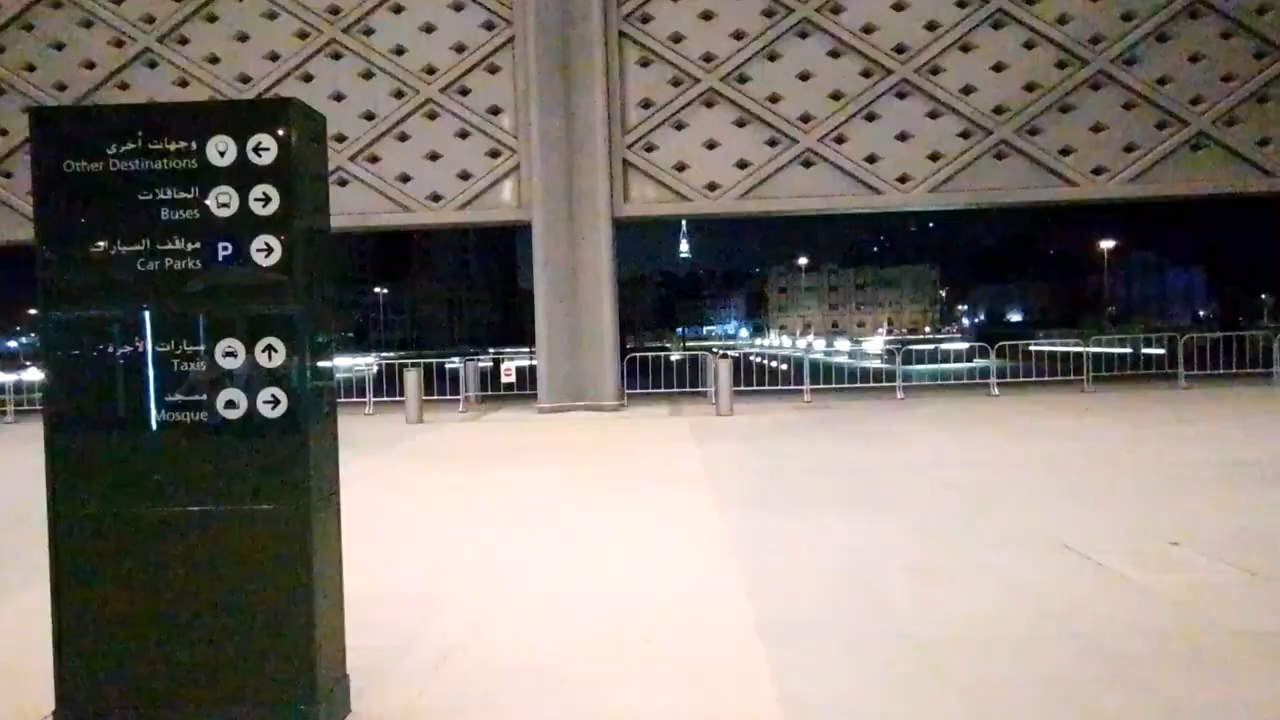 وجهات أخرى
Other Destinations
الحافلات
Buses
مواقف السيارات
P
Car Parks
سيارات الأجرة
Taxis
مسجد
Mosque